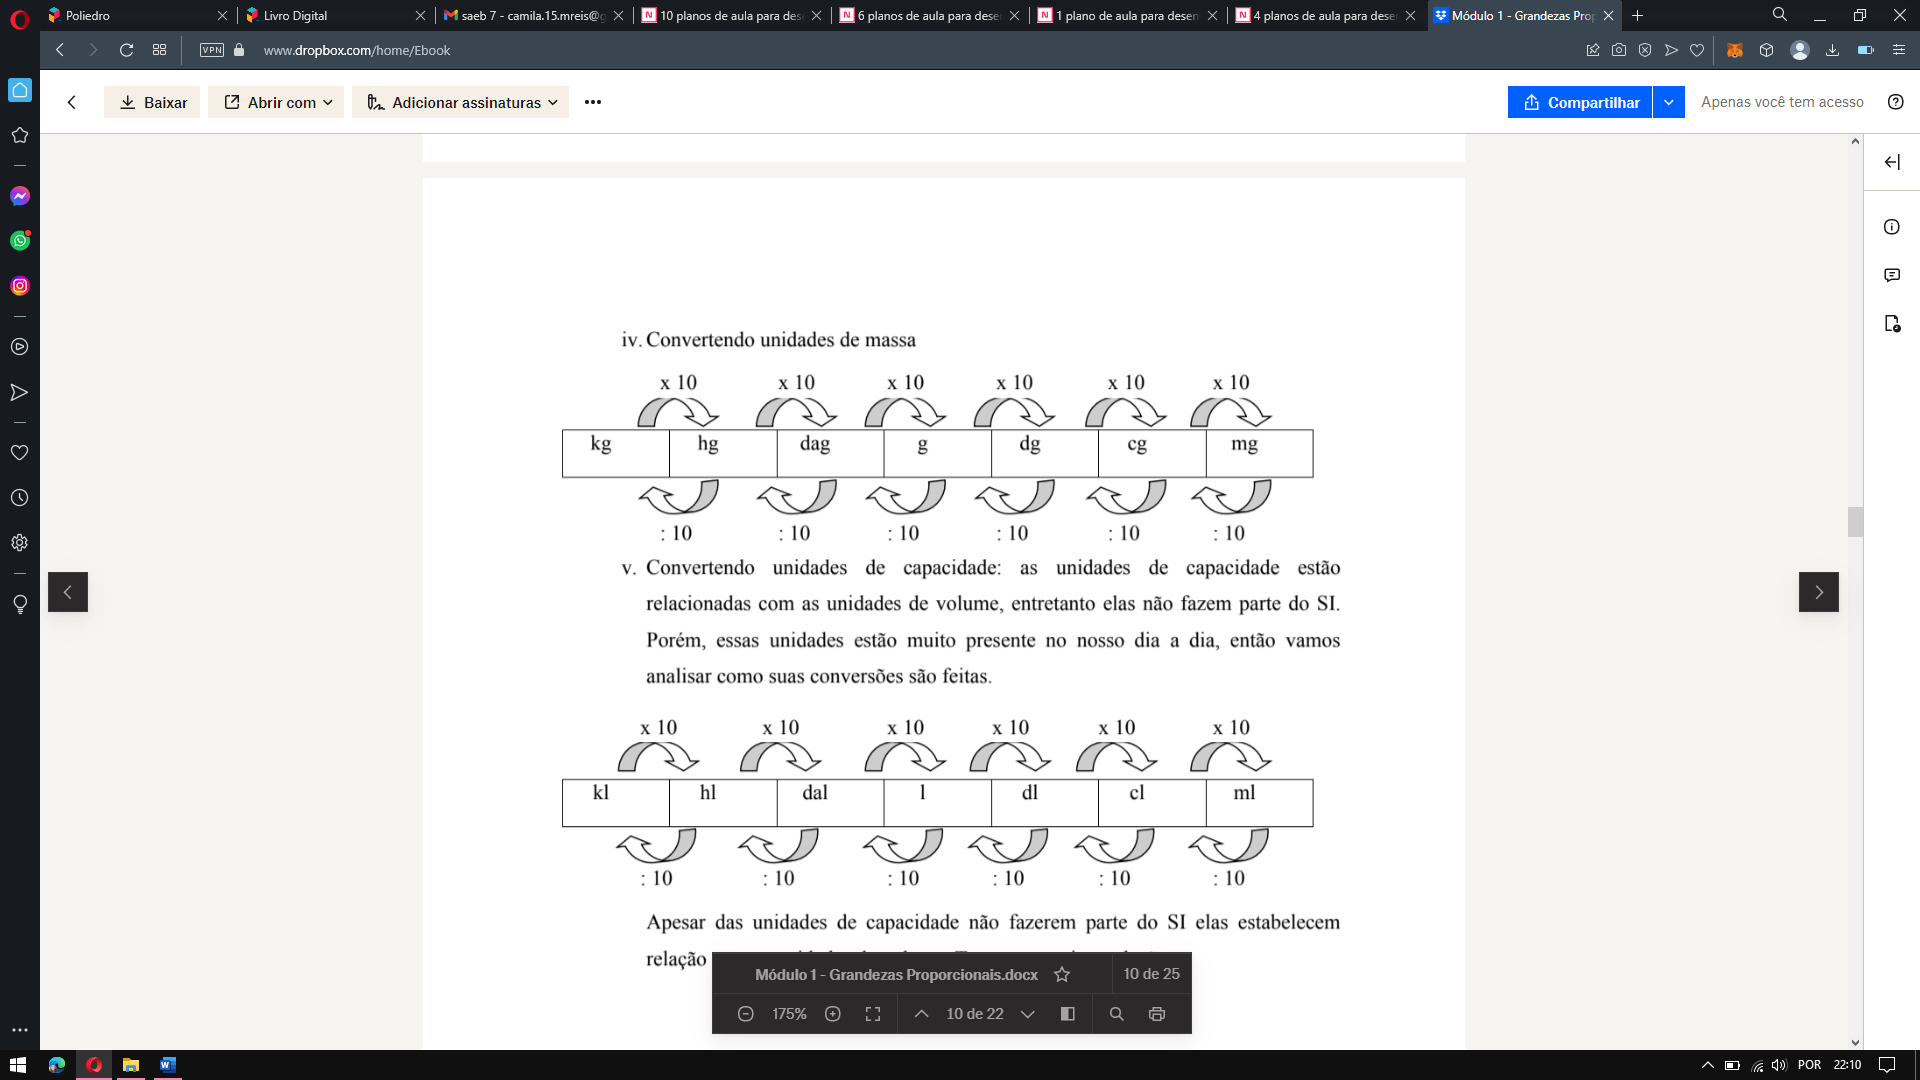 Poliedro
Livro Digital
saeb 7 - camila.15.mreis@g
10 planos de aula para dese
6 planos de aula para desen
1 plano de aula para desem
4 planos de aula para dese
Módulo 1 - Grandezas Prop
VPN
www.dropbox.com/home/Ebook
Baixar
Abrir com
Adicionar assinaturas
Compartilhar
Apenas você tem acesso
iv. Convertendo unidades de massa
x 10 x 10 x 10 x 10 x 10 x 10
kg hg dag g dg cg mg
: 10 : 10 : 10 : 10 : 10 : 10
v. Convertendo unidades de capacidade: as unidades de capacidade estão
relacionadas com as unidades de volume, entretanto elas não fazem parte do SI.
Porém, essas unidades estão muito presente no nosso dia a dia, então vamos
analisar como suas conversões são feitas.
x 10 x 10 x 10 x 10 x 10 x 10
kl hl dal l dl cl ml
: 10 : 10 : 10 : 10 : 10 : 10
Apesar das unidades de capacidade não fazerem parte do SI elas estabelecem
relação
Módulo 1 - Grandezas Proporcionais.docx
10 de 25
175%
10 de 22
POR
22:10